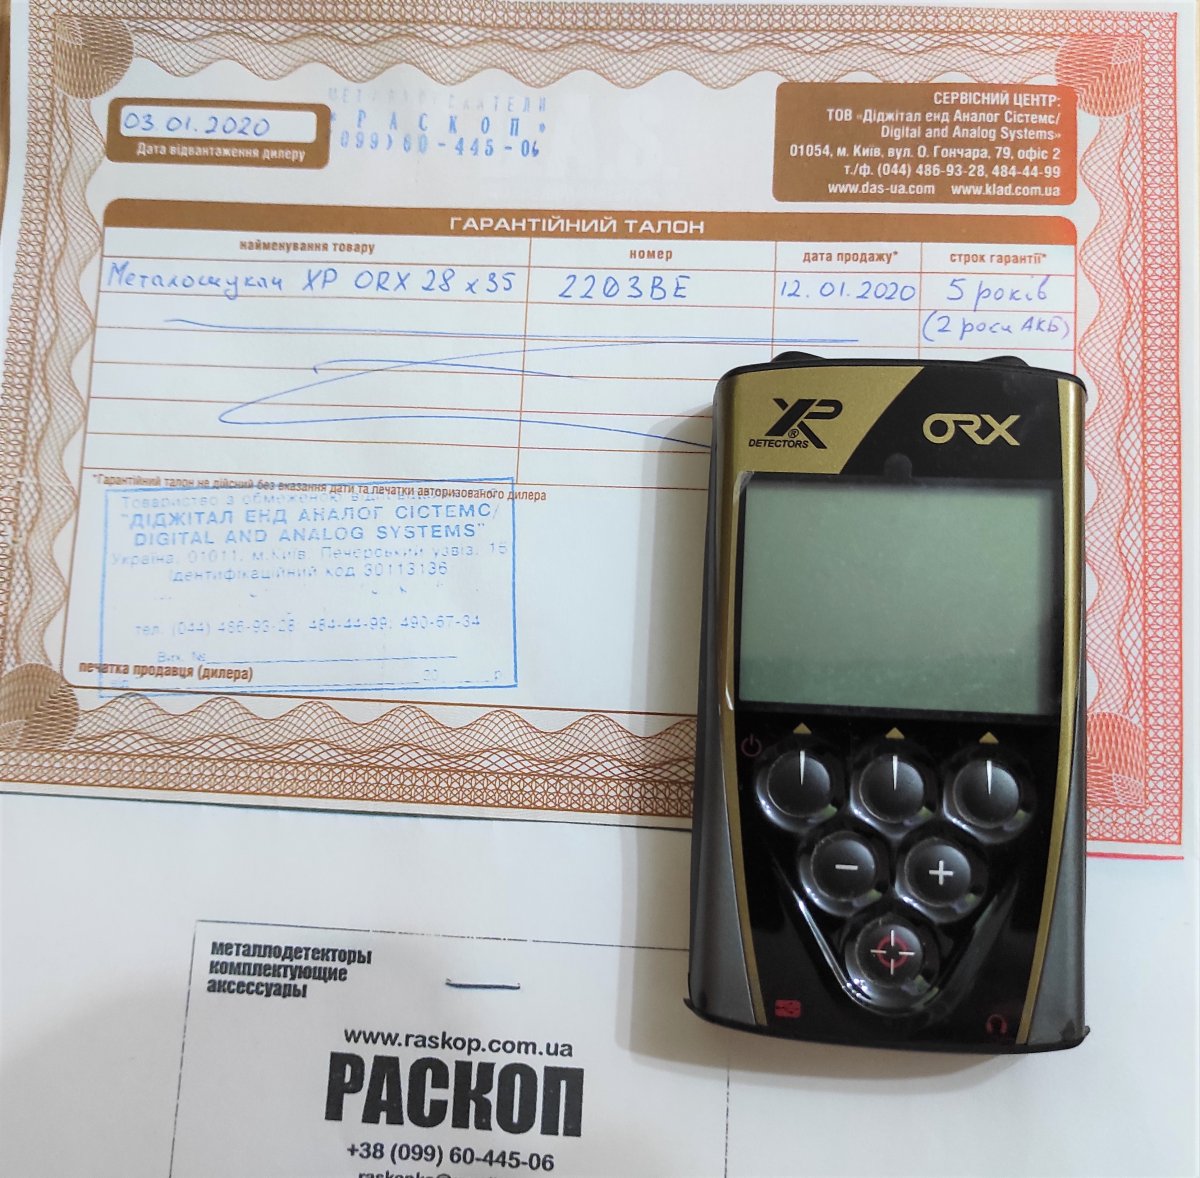 03.01.2020
Дата відвантаження дилеру
МЕТАЛЛОИСКАТЕЛИ
"РАСКОП"
(099)60-445-06
СЕРВІСНИЙ ЦЕНТР:
ТОВ «Діджітал енд Аналог Сістемс/
Digital and Analog Systems»
01054, м. Київ, вул. О. Гончара, 79, офіс 2
т./ф. (044) 486-93-28, 484-44-99
www.das-ua.com www.klad.com.ua
ГАРАНТІЙНИЙ ТАЛОН
найменування товару номер дата продажу* строк гарантії*
Металошукач XP ORX 28 x 35 2203BE 12.01.2020 5 років
(2 роси АКБ)
*Гарантійний талон не дійсний без вказання дати та печатки авторизованого дилера
Товариство з обмеженою
"ДІДЖІТАЛ ЕНД АНАЛОГ СІСТЕМС/
DIGITAL AND ANALOG SYSTEMS"
Україна, 01011, м.Київ, Печерський узвіз, 15
Ідентифікаційний код 30113136
тел. (044) 486-93-28; 484-44-99; 490-67-34
Вих. №
печатка продавця (дилера)
XP
DETECTORS
ORX
−
+
металлодетекторы
комплектующие
аксессуары
www.raskop.com.ua
РАСКОП
+38 (099) 60-445-06